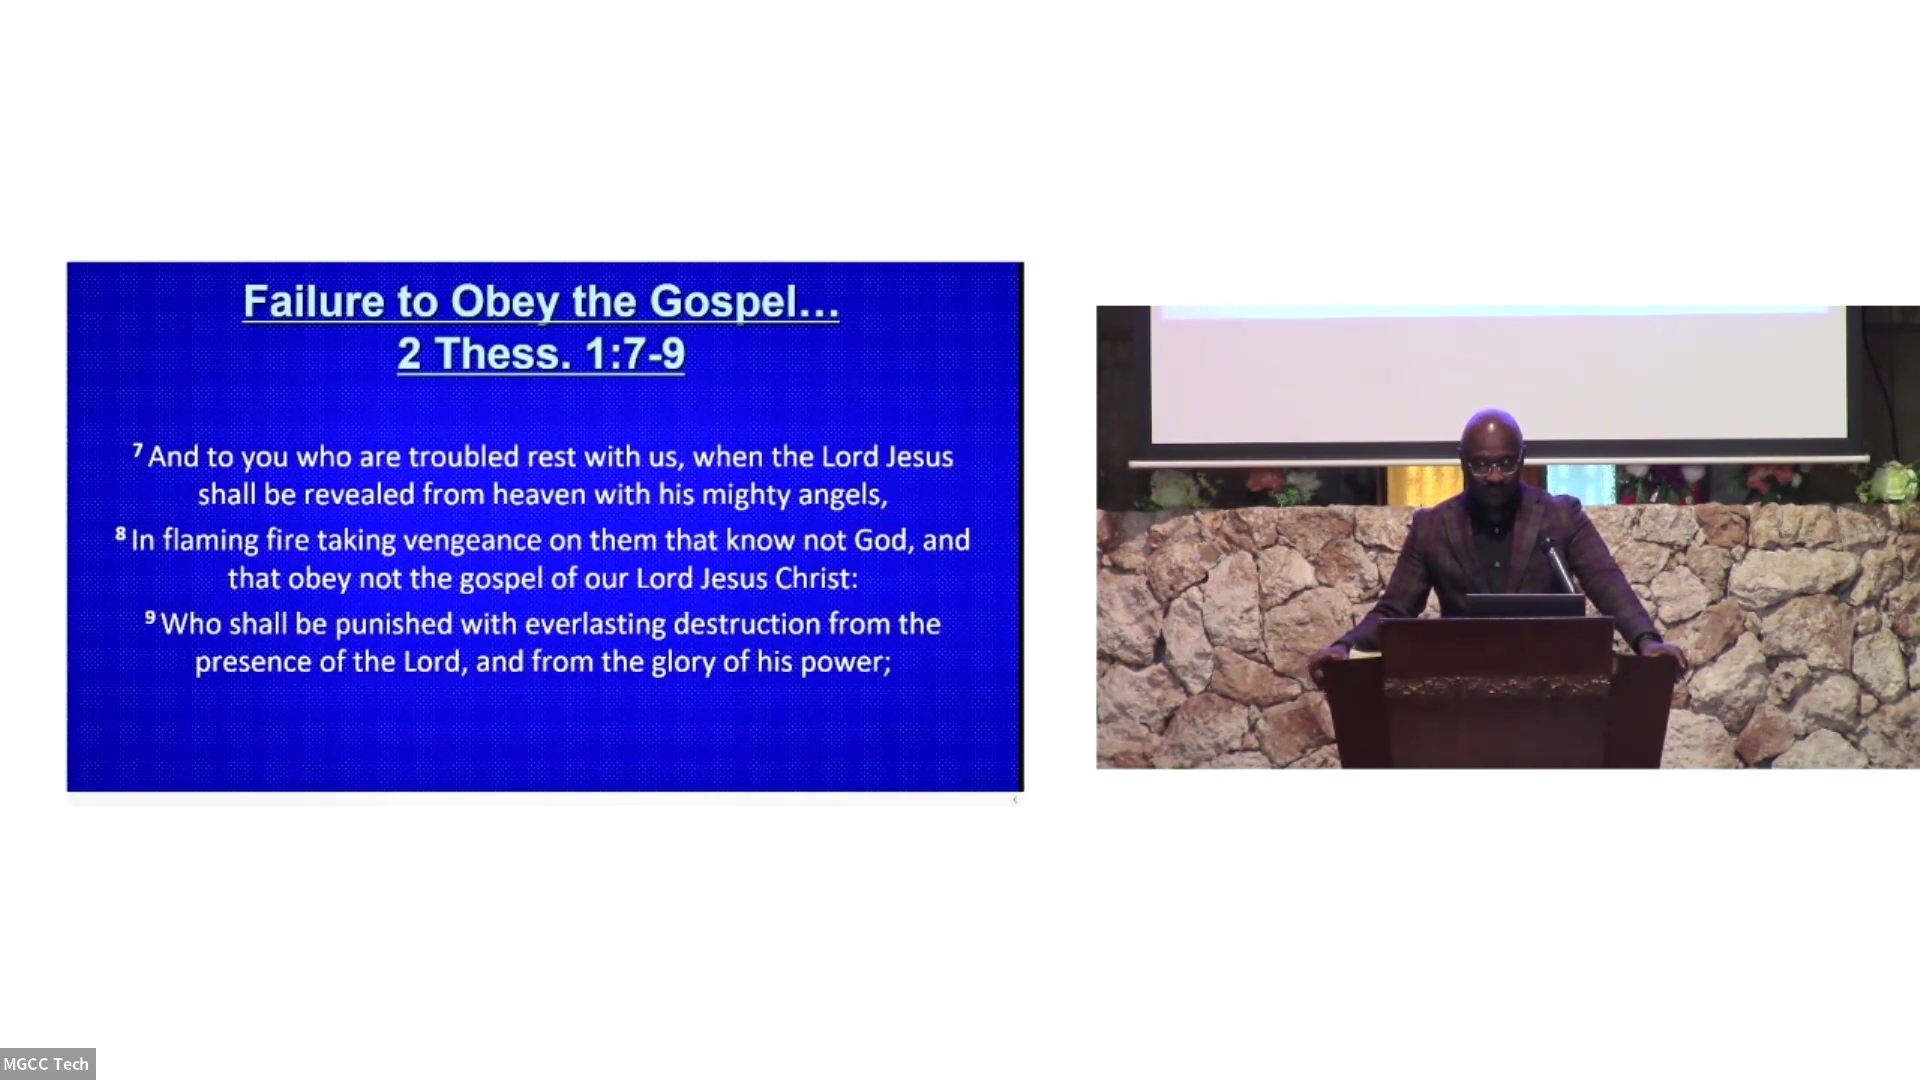 Failure to Obey the Gospel...
2 Thess. 1:7-9
7 And to you who are troubled rest with us, when the Lord Jesus
shall be revealed from heaven with his mighty angels,
8 In flaming fire taking vengeance on them that know not God, and
that obey not the gospel of our Lord Jesus Christ:
9 Who shall be punished with everlasting destruction from the
presence of the Lord, and from the glory of his power;
MGCC Tech